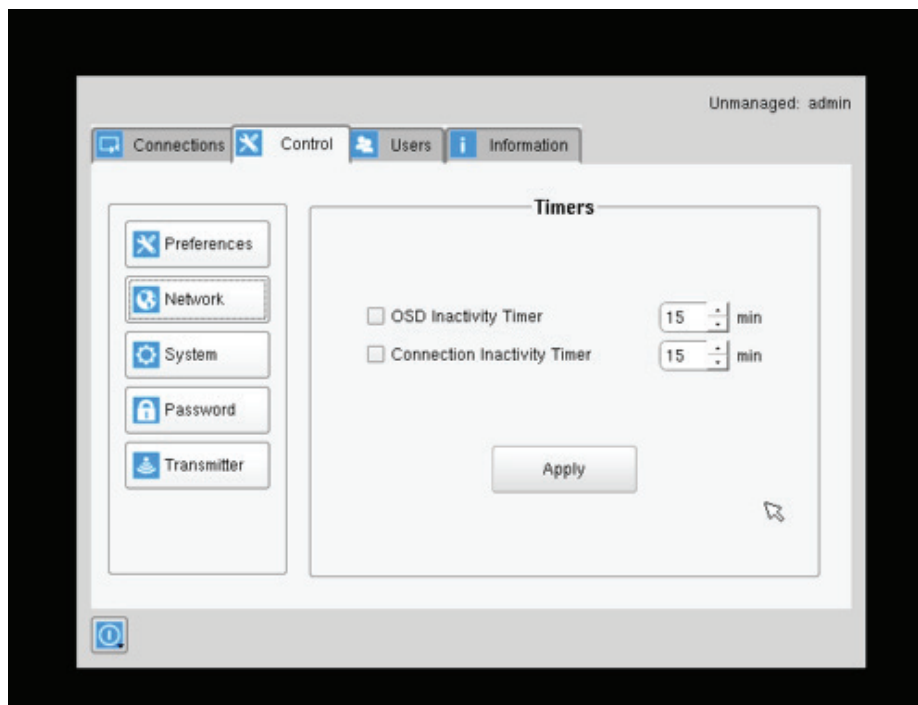 Unmanaged: admin
Connections Control Users Information
Preferences
Network
System
Password
Transmitter
Timers
OSD Inactivity Timer 15 min
Connection Inactivity Timer 15 min
Apply